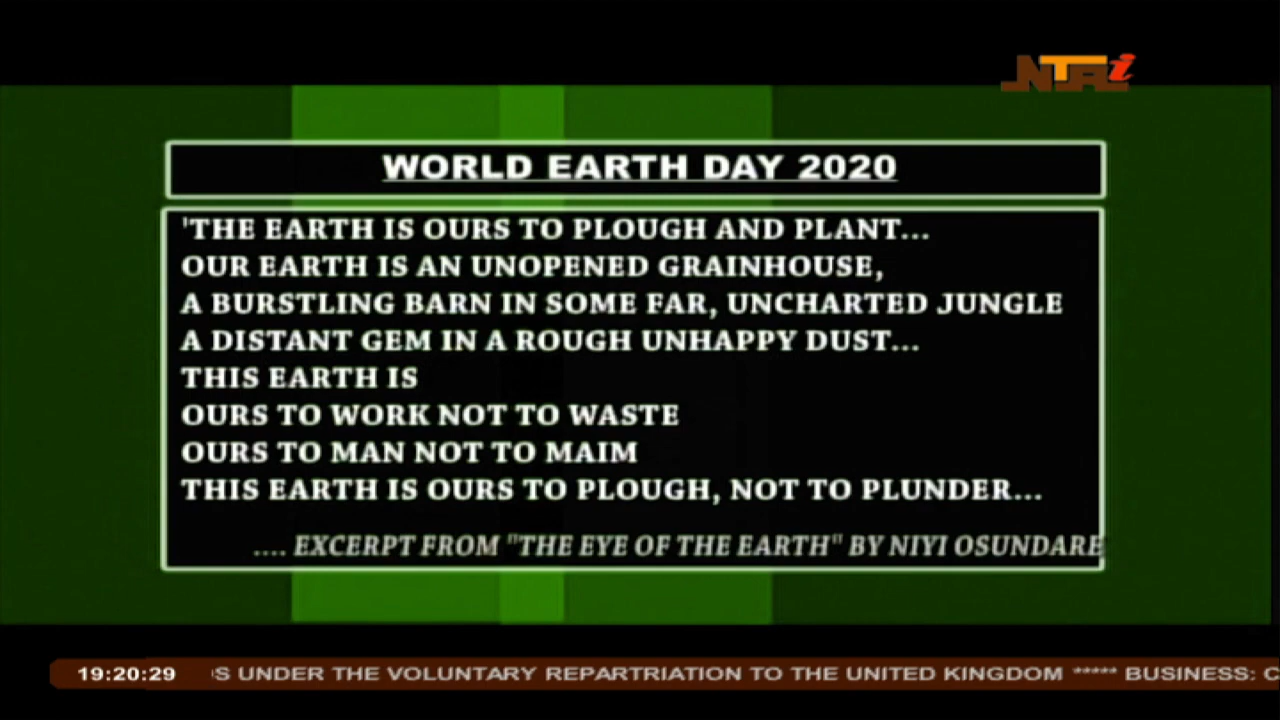 NTAi
WORLD EARTH DAY 2020
'THE EARTH IS OURS TO PLOUGH AND PLANT...
OUR EARTH IS AN UNOPENED GRAINHOUSE,
A BURSTLING BARN IN SOME FAR, UNCHARTED JUNGLE
A DISTANT GEM IN A ROUGH UNHAPPY DUST...
THIS EARTH IS
OURS TO WORK NOT TO WASTE
OURS TO MAN NOT TO MAIM
THIS EARTH IS OURS TO PLOUGH, NOT TO PLUNDER...
.... EXCERPT FROM "THE EYE OF THE EARTH" BY NIYI OSUNDARE
19:20:29 S UNDER THE VOLUNTARY REPARTRIATION TO THE UNITED KINGDOM ***** BUSINESS: C